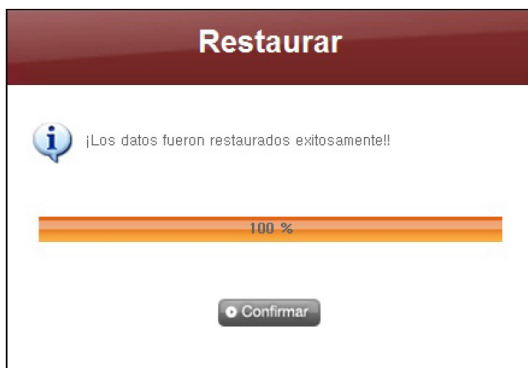 Restaurar
¡Los datos fueron restaurados exitosamente!!
100 %
Confirmar